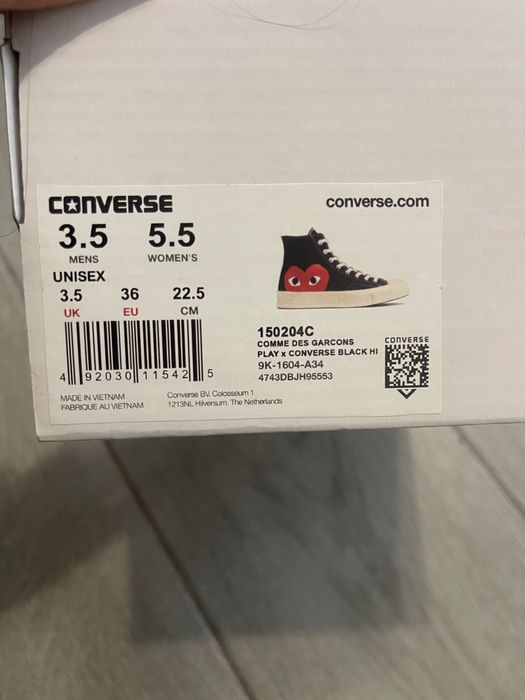 CONVERSE
converse.com
3.5 5.5
MENS WOMEN'S
UNISEX
3.5 36 22.5
UK EU CM
4 92030 11542 5
150204C
COMME DES GARCONS
PLAY x CONVERSE BLACK HI
9K-1604-A34
4743DBJH95553
CONVERSE
MADE IN VIETNAM
FABRIQUE AU VIETNAM
Converse BV. Colosseum 1
1213NL Hilversum. The Netherlands